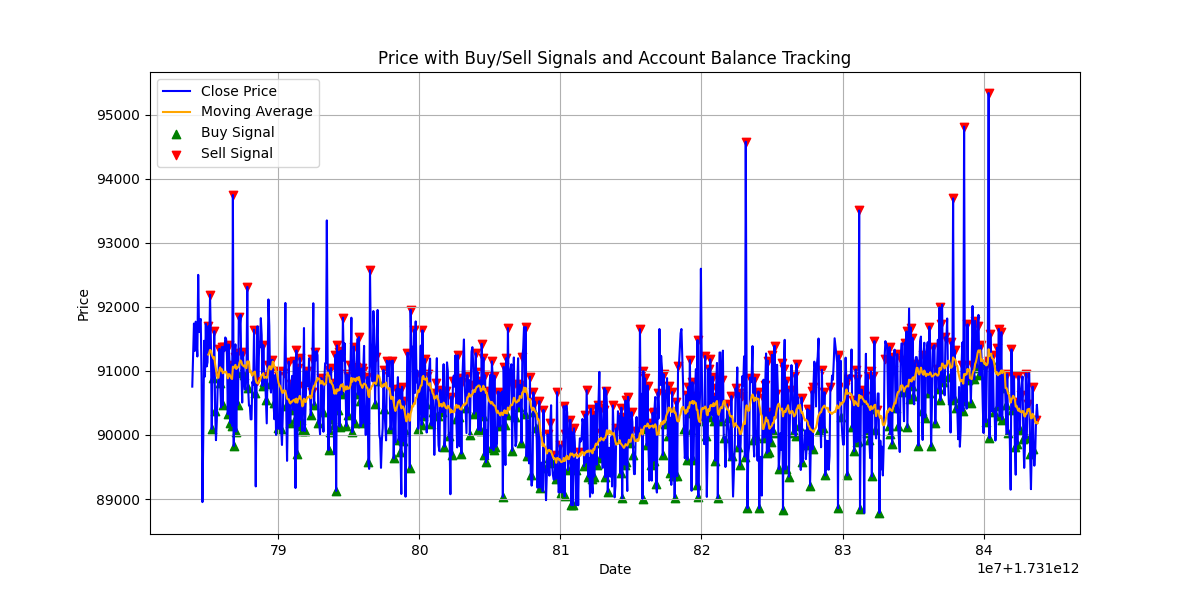 Price with Buy/Sell Signals and Account Balance Tracking
Close Price
Moving Average
Buy Signal
Sell Signal
95000
94000
93000
92000
91000
90000
89000
Price
79 80 81 82 83 84
Date
1e7+1.731e12